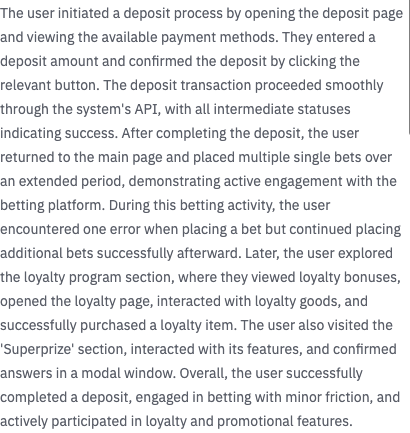 The user initiated a deposit process by opening the deposit page
and viewing the available payment methods. They entered a
deposit amount and confirmed the deposit by clicking the
relevant button. The deposit transaction proceeded smoothly
through the system's API, with all intermediate statuses
indicating success. After completing the deposit, the user
returned to the main page and placed multiple single bets over
an extended period, demonstrating active engagement with the
betting platform. During this betting activity, the user
encountered one error when placing a bet but continued placing
additional bets successfully afterward. Later, the user explored
the loyalty program section, where they viewed loyalty bonuses,
opened the loyalty page, interacted with loyalty goods, and
successfully purchased a loyalty item. The user also visited the
'Superprize' section, interacted with its features, and confirmed
answers in a modal window. Overall, the user successfully
completed a deposit, engaged in betting with minor friction, and
actively participated in loyalty and promotional features.